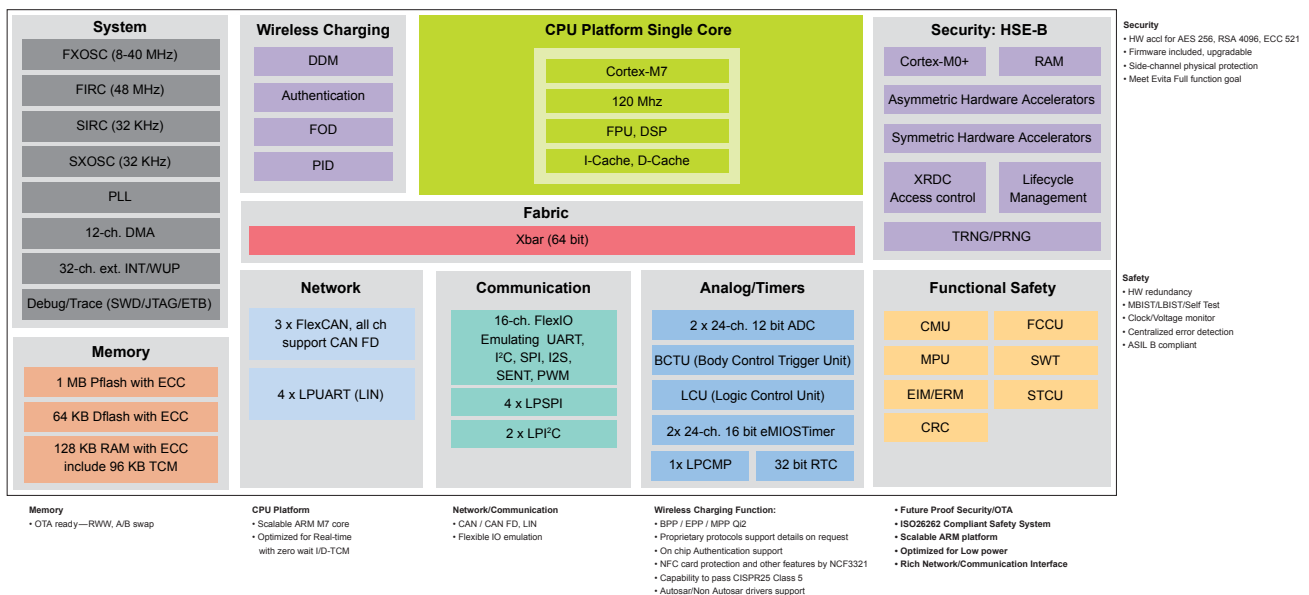 System
FXOSC (8-40 MHz)
FIRC (48 MHz)
SIRC (32 KHz)
SXOSC (32 KHz)
PLL
12-ch. DMA
32-ch. ext. INT/WUP
Debug/Trace (SWD/JTAG/ETB)
Memory
1 MB Pflash with ECC
64 KB Dflash with ECC
128 KB RAM with ECC
include 96 KB TCM
Wireless Charging
DDM
Authentication
FOD
PID
CPU Platform Single Core
Cortex-M7
120 Mhz
FPU, DSP
I-Cache, D-Cache
Security: HSE-B
Cortex-M0+
RAM
Asymmetric Hardware Accelerators
Symmetric Hardware Accelerators
XRDC
Access control
Lifecycle
Management
TRNG/PRNG
Fabric
Xbar (64 bit)
Network
3 x FlexCAN, all ch
support CAN FD
4 x LPUART (LIN)
Communication
16-ch. FlexIO
Emulating UART,
I²C, SPI, I2S,
SENT, PWM
4 x LPSPI
2 x LPI²C
Analog/Timers
2 x 24-ch. 12 bit ADC
BCTU (Body Control Trigger Unit)
LCU (Logic Control Unit)
2x 24-ch. 16 bit eMIOSTimer
1x LPCMP
32 bit RTC
Functional Safety
CMU
FCCU
MPU
SWT
EIM/ERM
STCU
CRC
Security
• HW accl for AES 256, RSA 4096, ECC 521
• Firmware included, upgradable
• Side-channel physical protection
• Meet Evita Full function goal
Safety
• HW redundancy
• MBIST/LBIST/Self Test
• Clock/Voltage monitor
• Centralized error detection
• ASIL B compliant
Memory
• OTA ready—RWW, A/B swap
CPU Platform
• Scalable ARM M7 core
• Optimized for Real-time
with zero wait I/D-TCM
Network/Communication
• CAN / CAN FD, LIN
• Flexible IO emulation
Wireless Charging Function:
• BPP / EPP / MPP Qi2
• Proprietary protocols support details on request
• On chip Authentication support
• NFC card protection and other features by NCF3321
• Capability to pass CISPR25 Class 5
• Autosar/Non Autosar drivers support
• Future Proof Security/OTA
• ISO26262 Compliant Safety System
• Scalable ARM platform
• Optimized for Low power
• Rich Network/Communication Interface